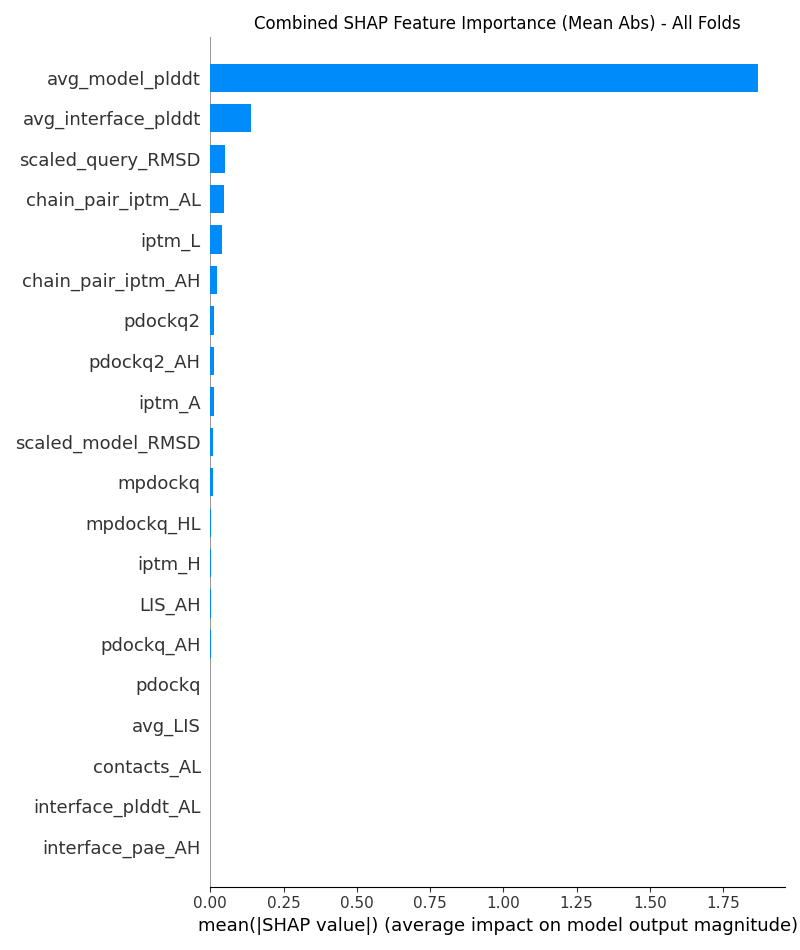 Combined SHAP Feature Importance (Mean Abs) - All Folds
avg_model_plddt
avg_interface_plddt
scaled_query_RMSD
chain_pair_iptm_AL
iptm_L
chain_pair_iptm_AH
pdockq2
pdockq2_AH
iptm_A
scaled_model_RMSD
mpdockq
mpdockq_HL
iptm_H
LIS_AH
pdockq_AH
pdockq
avg_LIS
contacts_AL
interface_plddt_AL
interface_pae_AH
0.00 0.25 0.50 0.75 1.00 1.25 1.50 1.75
mean(|SHAP value|) (average impact on model output magnitude)